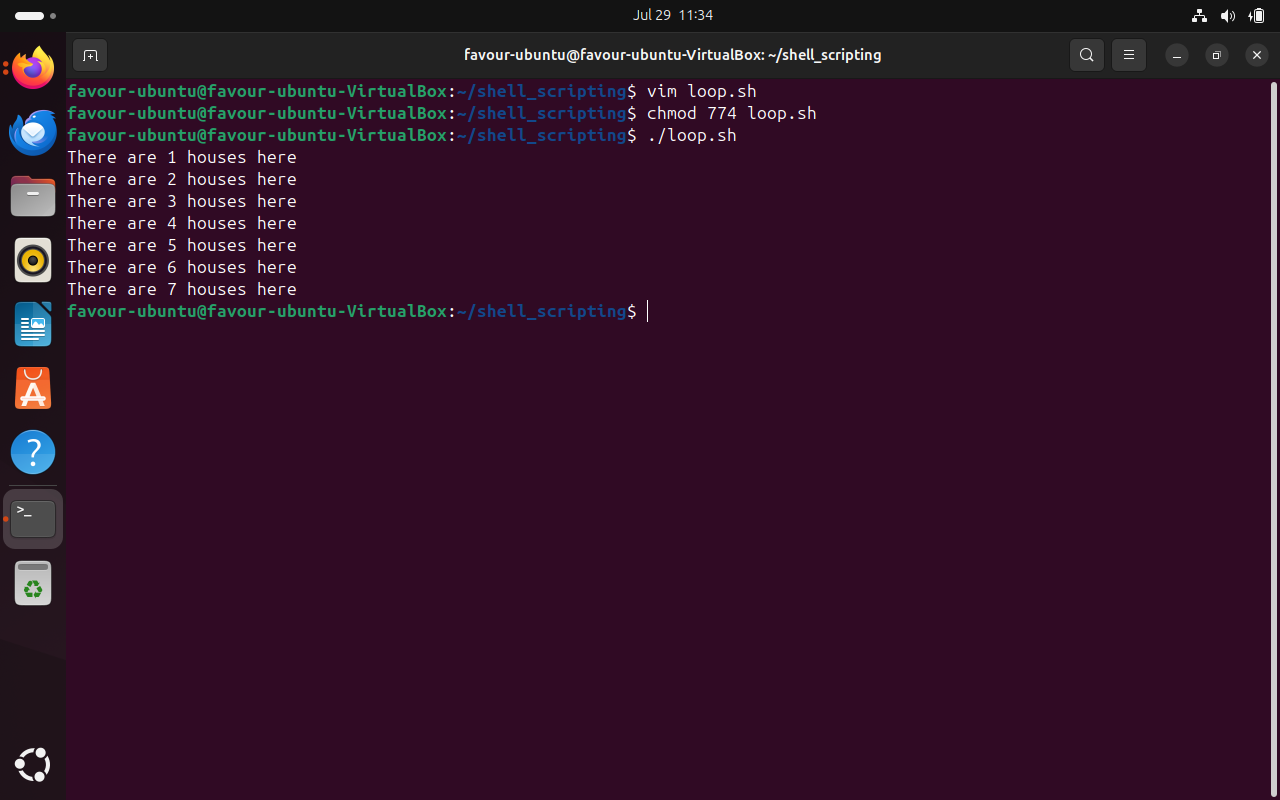 Jul 29 11:34
favour-ubuntu@favour-ubuntu-VirtualBox: ~/shell_scripting
favour-ubuntu@favour-ubuntu-VirtualBox:~/shell_scripting$ vim loop.sh
favour-ubuntu@favour-ubuntu-VirtualBox:~/shell_scripting$ chmod 774 loop.sh
favour-ubuntu@favour-ubuntu-VirtualBox:~/shell_scripting$ ./loop.sh
There are 1 houses here
There are 2 houses here
There are 3 houses here
There are 4 houses here
There are 5 houses here
There are 6 houses here
There are 7 houses here
favour-ubuntu@favour-ubuntu-VirtualBox:~/shell_scripting$